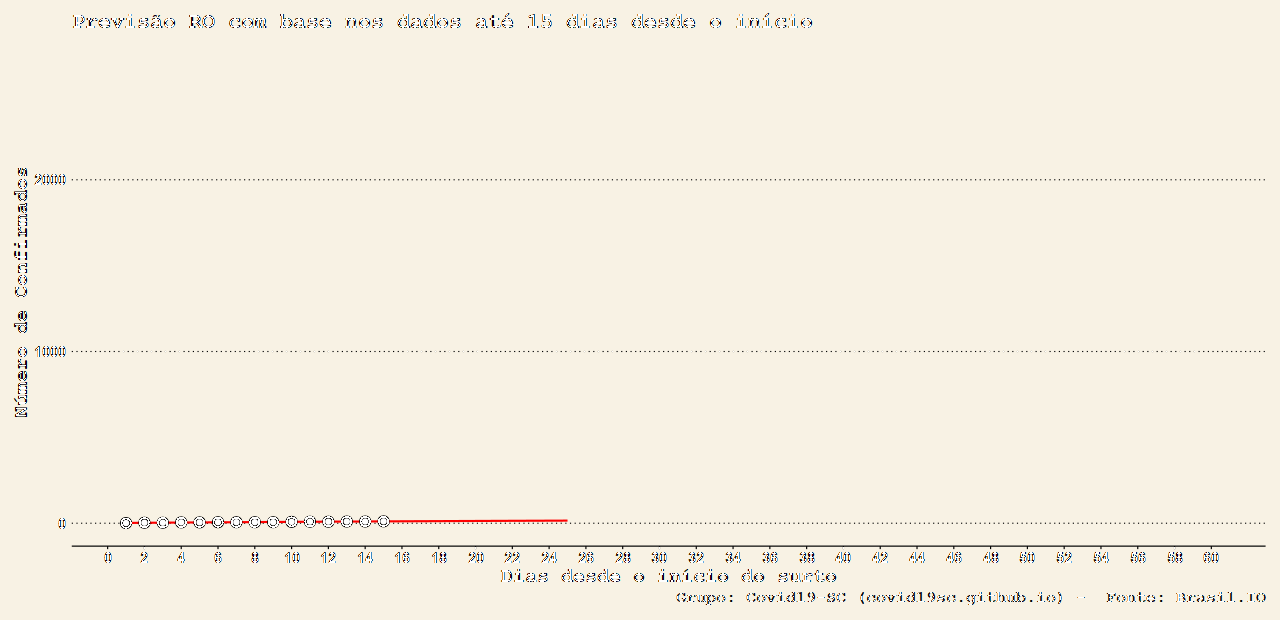 Previsão RO com base nos dados até 15 dias desde o início
Número de Confirmados
20000
10000
0
0 2 4 6 8 10 12 14 16 18 20 22 24 26 28 30 32 34 36 38 40 42 44 46 48 50 52 54 56 58 60
Dias desde o início do surto
Grupo: Covid19-SC (covid19sc.github.io) -- Fonte: Brasil.IO